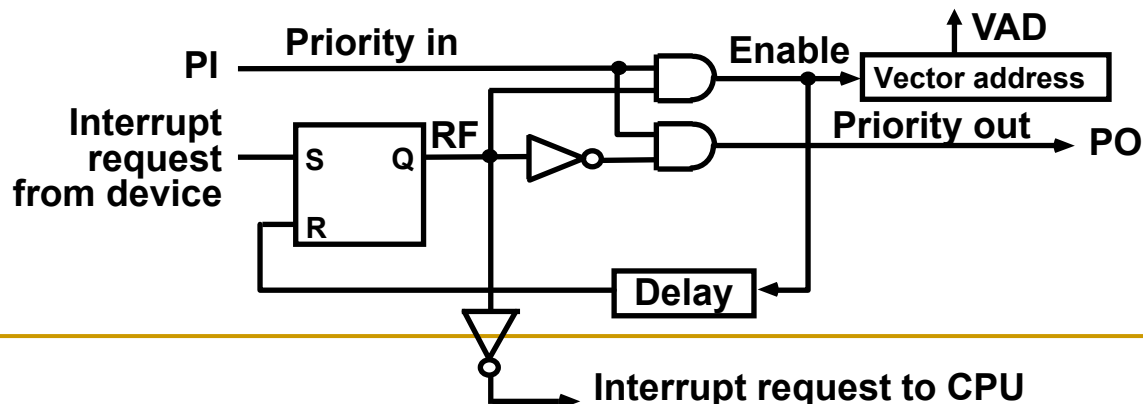 Priority in
PI
Enable
VAD
Vector address
Interrupt
request
from device
RF
S
Q
R
Priority out
PO
Delay
Interrupt request to CPU